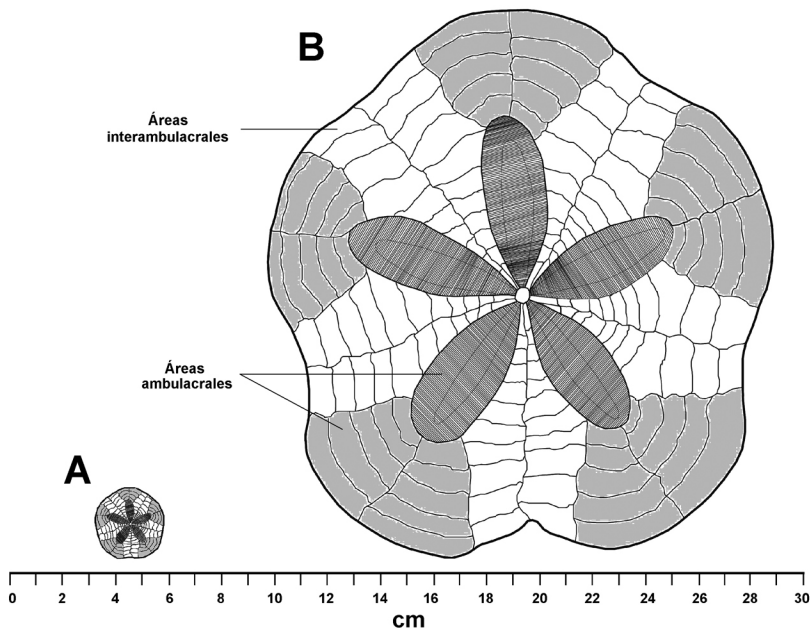 B
Áreas
interambulacrales
Áreas
ambulacrales
A
0 2 4 6 8 10 12 14 16 18 20 22 24 26 28 30
cm